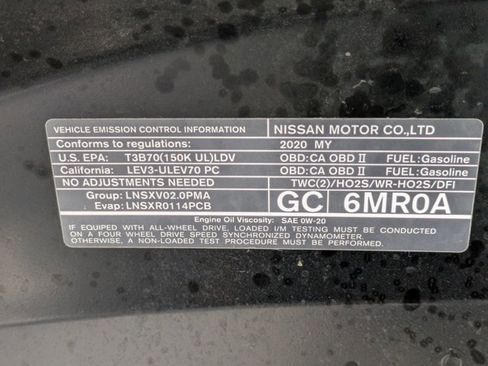 VEHICLE EMISSION CONTROL INFORMATION NISSAN MOTOR CO.,LTD
Conforms to regulations: 2020 MY
U.S. EPA: T3B70(150K UL)LDV OBD:CA OBD II FUEL:Gasoline
California: LEV3-ULEV70 PC OBD:CA OBD II FUEL:Gasoline
NO ADJUSTMENTS NEEDED TWC(2)/HO2S/WR-HO2S/DFI
Group: LNSXV02.0PMA GC 6MR0A
Evap: LNSXR0114PCB
Engine Oil Viscosity: SAE 0W-20
IF EQUIPPED WITH ALL-WHEEL DRIVE, LOADED I/M TESTING MUST BE CONDUCTED
ON A FOUR WHEEL DRIVE SPEED SYNCHRONIZED DYNAMOMETER.
OTHERWISE, A NON-LOADED TEST PROCEDURE MUST BE PERFORMED.